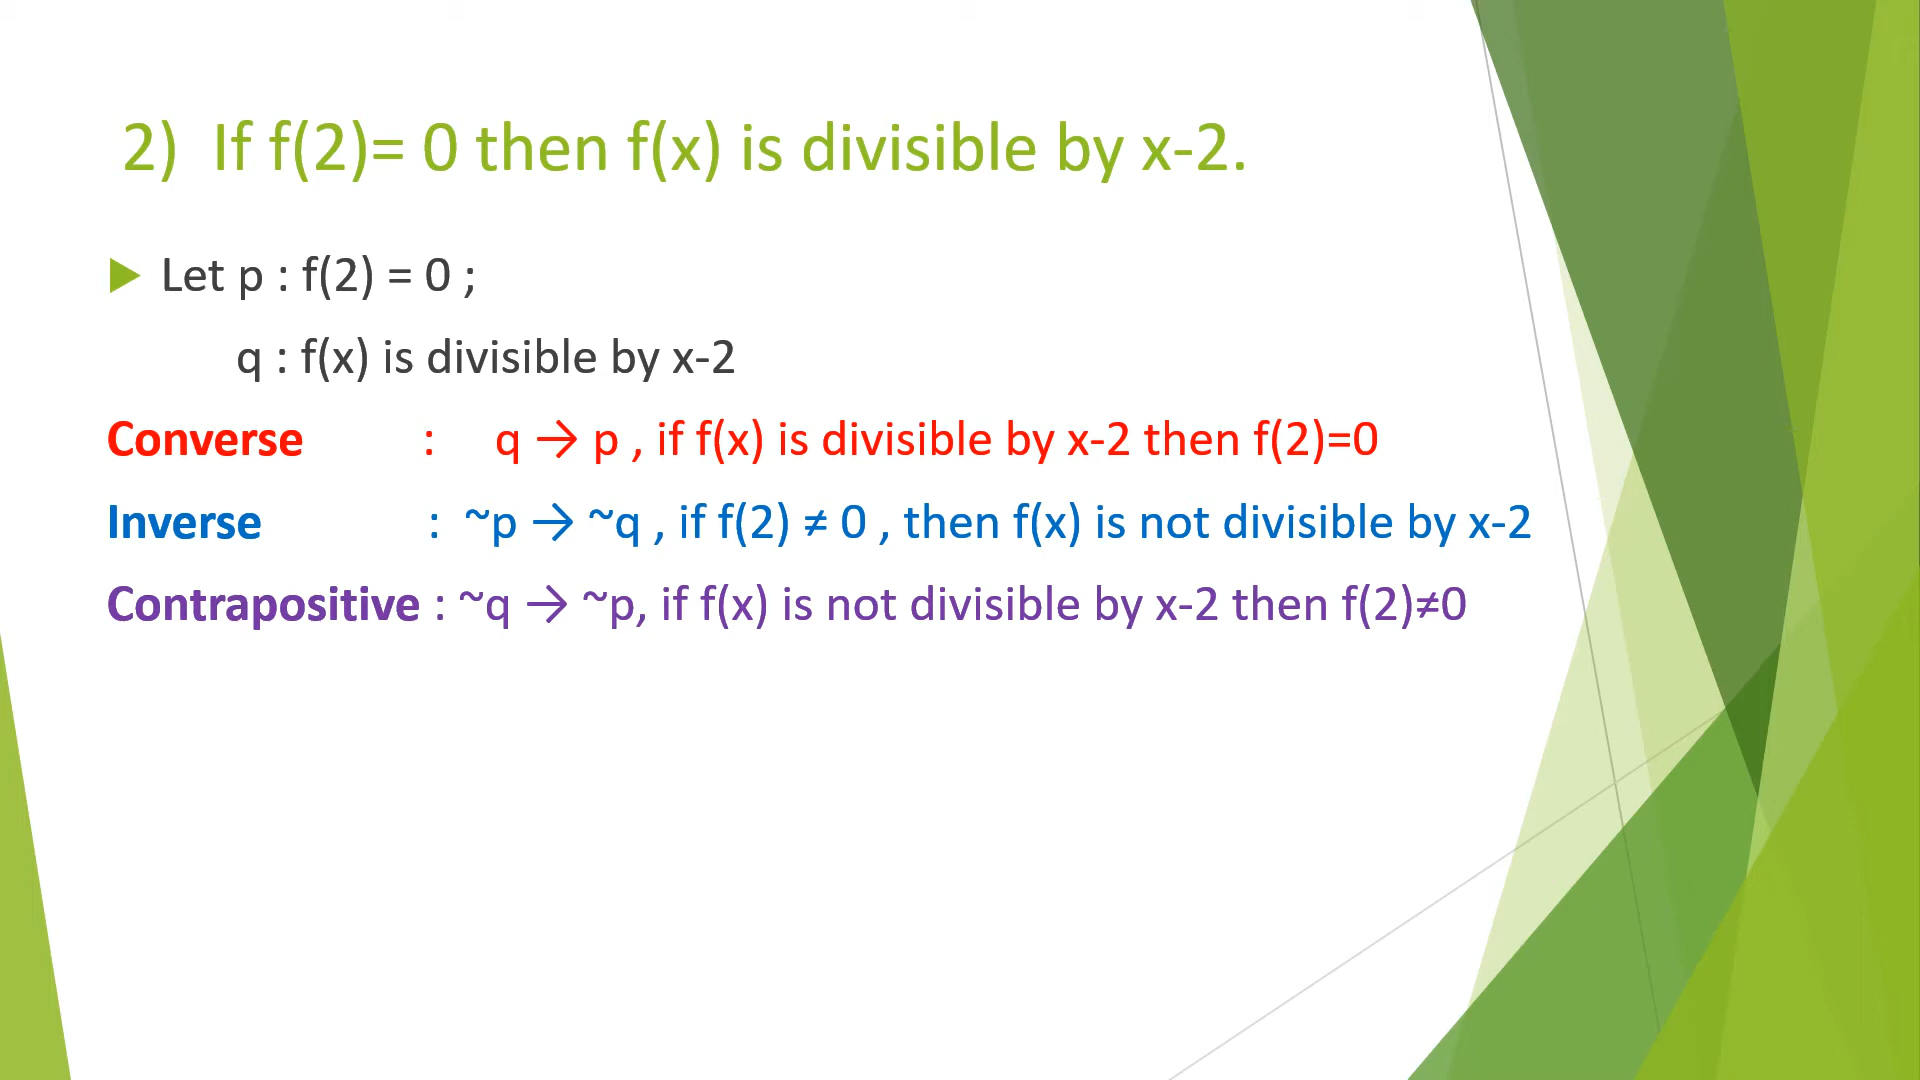 2) If f(2)= 0 then f(x) is divisible by x-2.
Let p : f(2) = 0 ;
q : f(x) is divisible by x-2
Converse : q → p , if f(x) is divisible by x-2 then f(2)=0
Inverse : ~p → ~q , if f(2) ≠ 0 , then f(x) is not divisible by x-2
Contrapositive : ~q → ~p, if f(x) is not divisible by x-2 then f(2)≠0